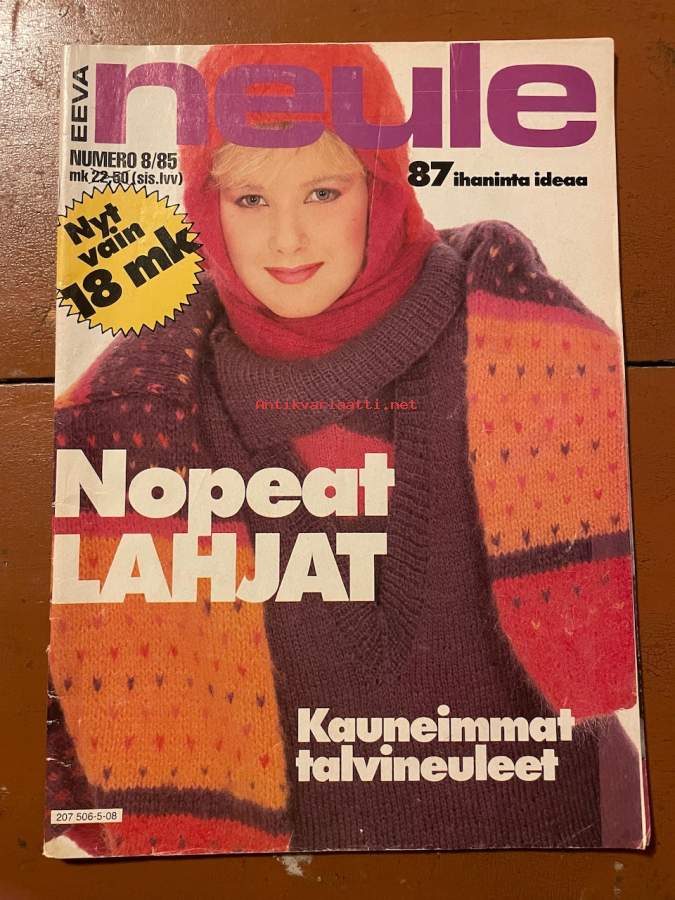 EEVA
neule
NUMERO 8/85
mk 22-50 (sis.lvv)
87 ihaninta ideaa
Nyt
vain
18 mk
Antikvariaatti.net
Nopeat
LAHJAT
Kauneimmat
talvineuleet
207 506-5-08